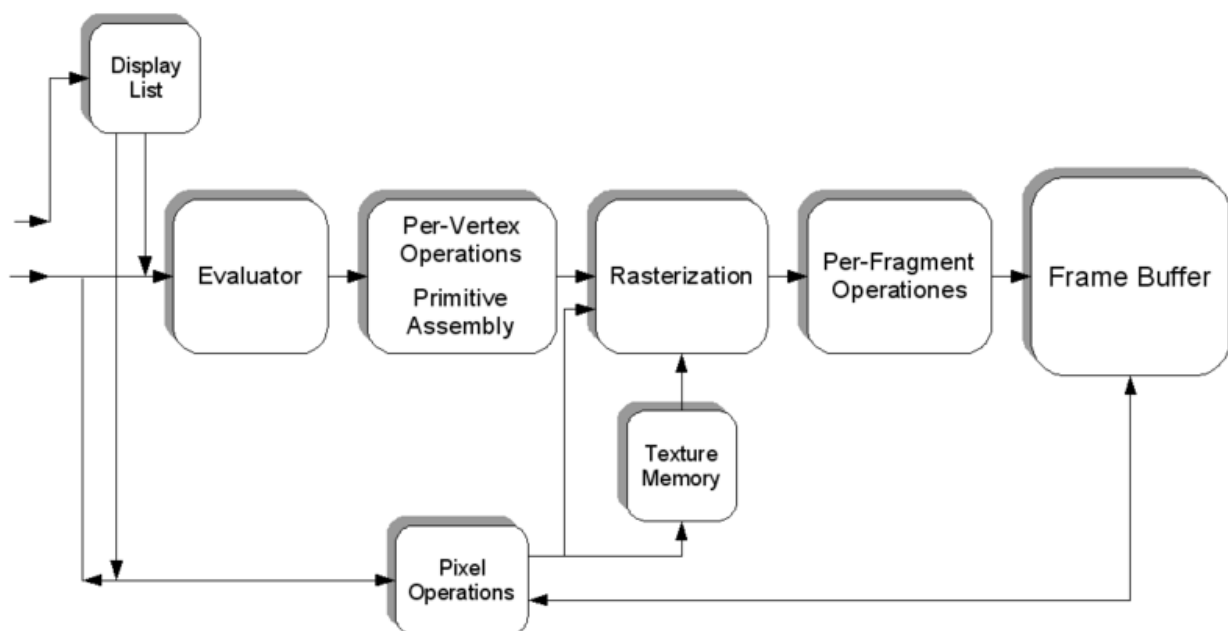 Display
List
Evaluator
Per-Vertex
Operations
Primitive
Assembly
Rasterization
Per-Fragment
Operationes
Frame Buffer
Texture
Memory
Pixel
Operations